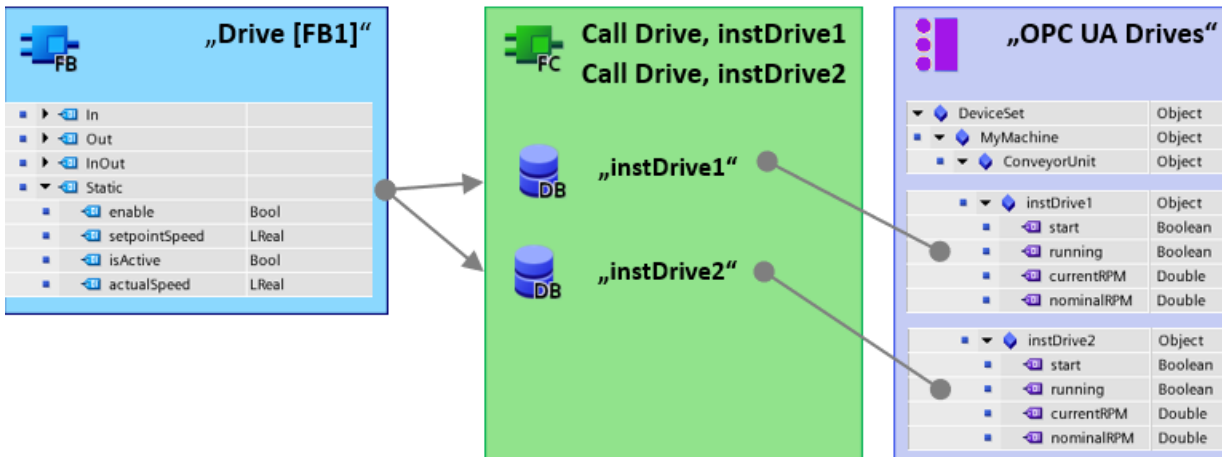 „Drive [FB1]“
FB
In
Out
InOut
Static
enable Bool
setpointSpeed LReal
isActive Bool
actualSpeed LReal
FC
Call Drive, instDrive1
Call Drive, instDrive2
DB
„instDrive1“
DB
„instDrive2“
„OPC UA Drives“
DeviceSet Object
MyMachine Object
ConveyorUnit Object
instDrive1 Object
start Boolean
running Boolean
currentRPM Double
nominalRPM Double
instDrive2 Object
start Boolean
running Boolean
currentRPM Double
nominalRPM Double